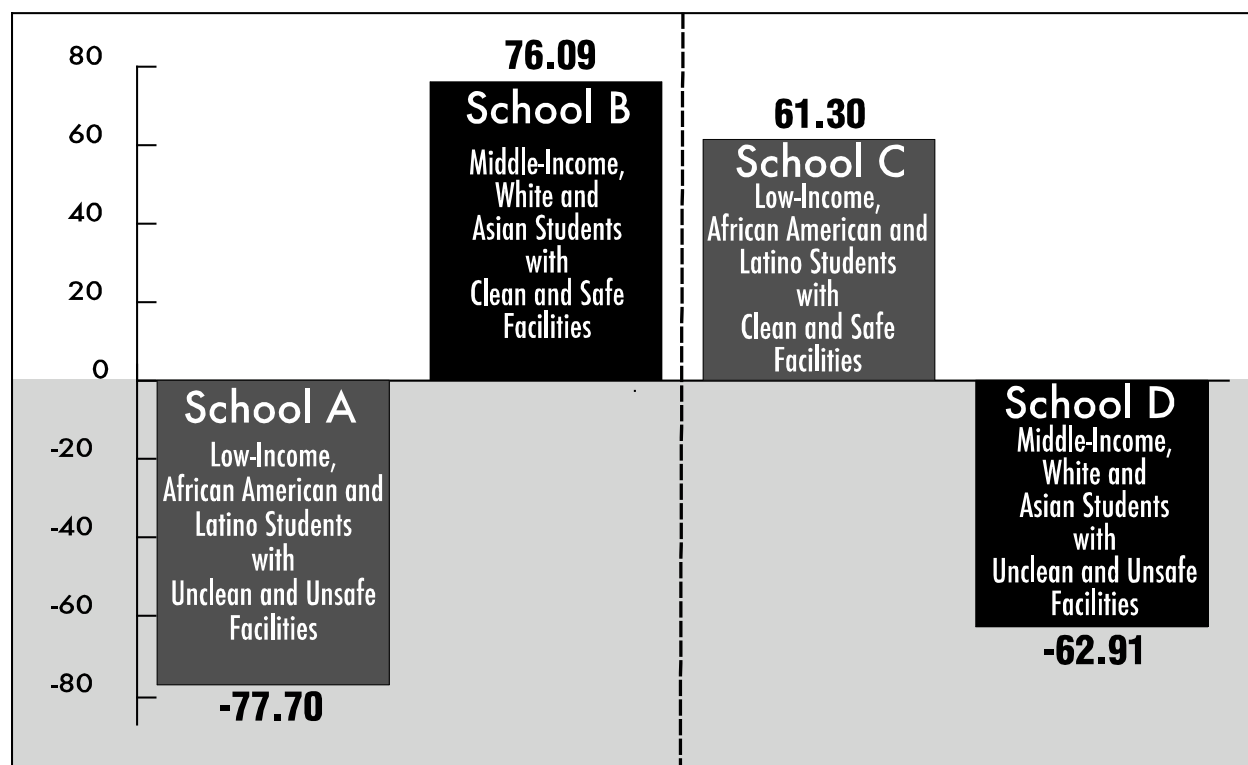 80
60
40
20
0
-20
-40
-60
-80
-77.70
School A
Low-Income,
African American and
Latino Students
with
Unclean and Unsafe
Facilities
76.09
School B
Middle-Income,
White and
Asian Students
with
Clean and Safe
Facilities
61.30
School C
Low-Income,
African American and
Latino Students
with
Clean and Safe
Facilities
School D
Middle-Income,
White and
Asian Students
with
Unclean and Unsafe
Facilities
-62.91